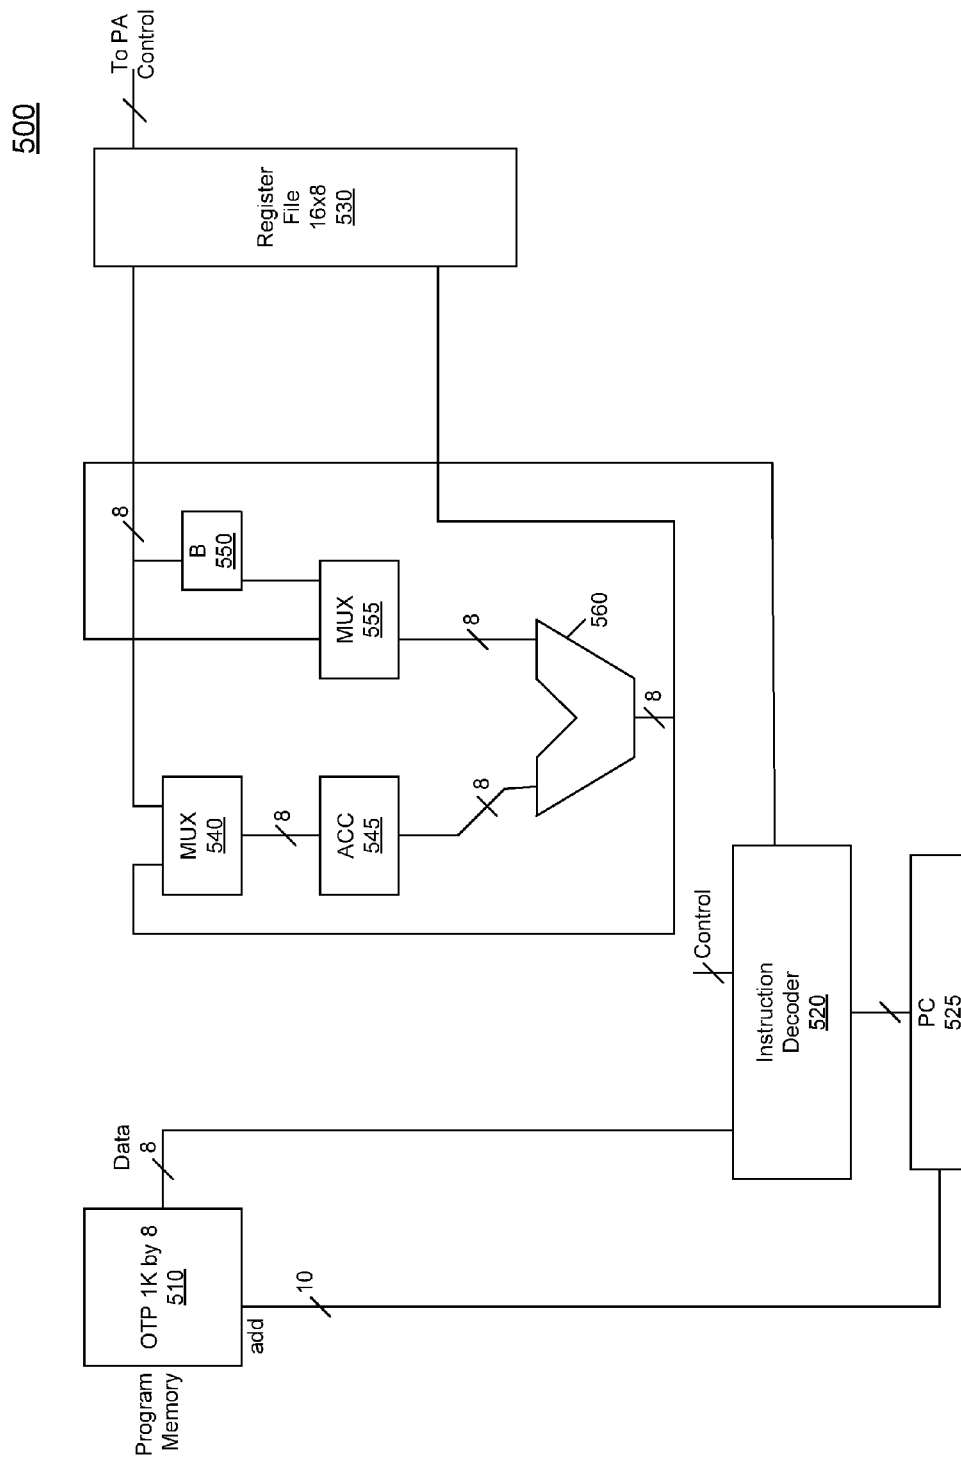 500
Program
Memory
OTP 1K by 8
510
add
10
Data
8
MUX
540
8
ACC
545
8
8
B
550
MUX
555
8
560
8
Register
File
16x8
530
To PA
Control
Control
Instruction
Decoder
520
PC
525